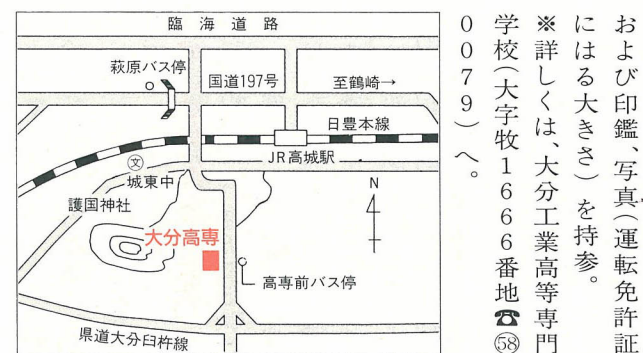 および印鑑、写真(運転免許証
にはる大きさ)を持参。
※詳しくは、大分工業高等専門
学校(大字牧1666番地☎㊽
0079)へ。
臨海道路
萩原バス停
国道197号
至鶴崎→
日豊本線
JR高城駅
文
城東中
護国神社
N
大分高専
高専前バス停
県道大分臼杵線